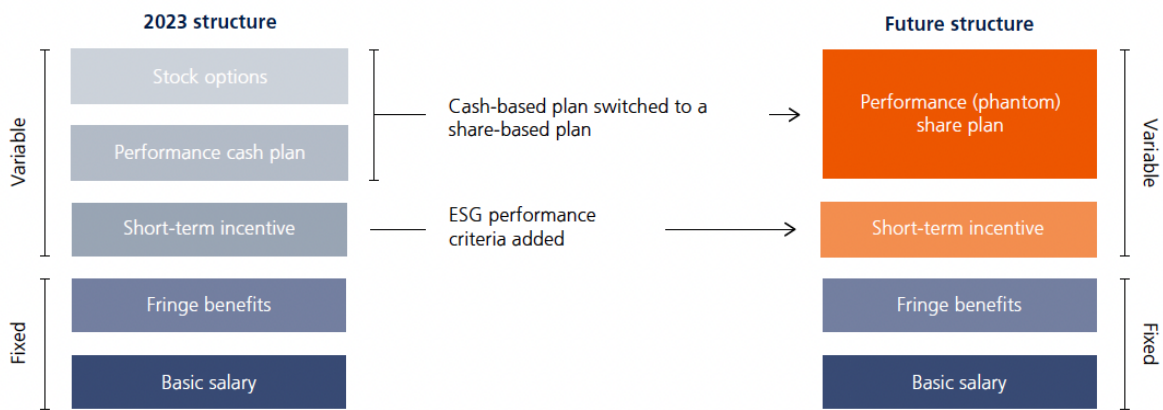 2023 structure
Future structure
Variable
Stock options
Performance cash plan
Short-term incentive
Cash-based plan switched to a
share-based plan
ESG performance
criteria added
Performance (phantom)
share plan
Short-term incentive
Variable
Fixed
Fringe benefits
Basic salary
Fringe benefits
Basic salary
Fixed